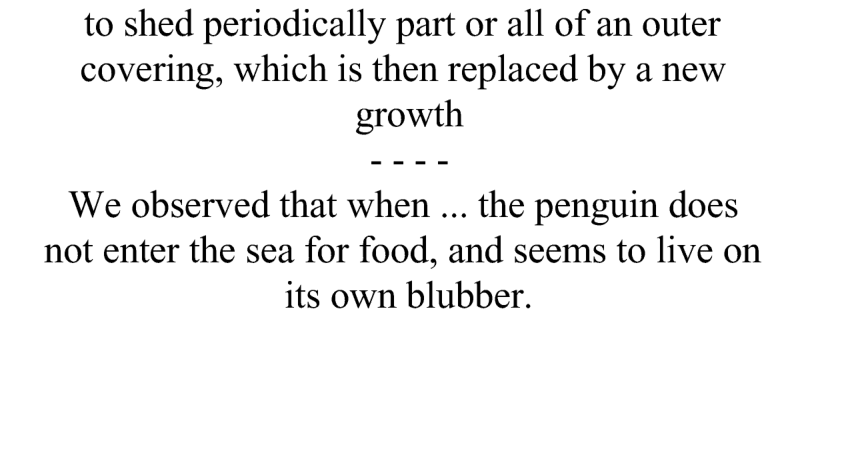 to shed periodically part or all of an outer
covering, which is then replaced by a new
growth
- - - -
We observed that when ... the penguin does
not enter the sea for food, and seems to live on
its own blubber.